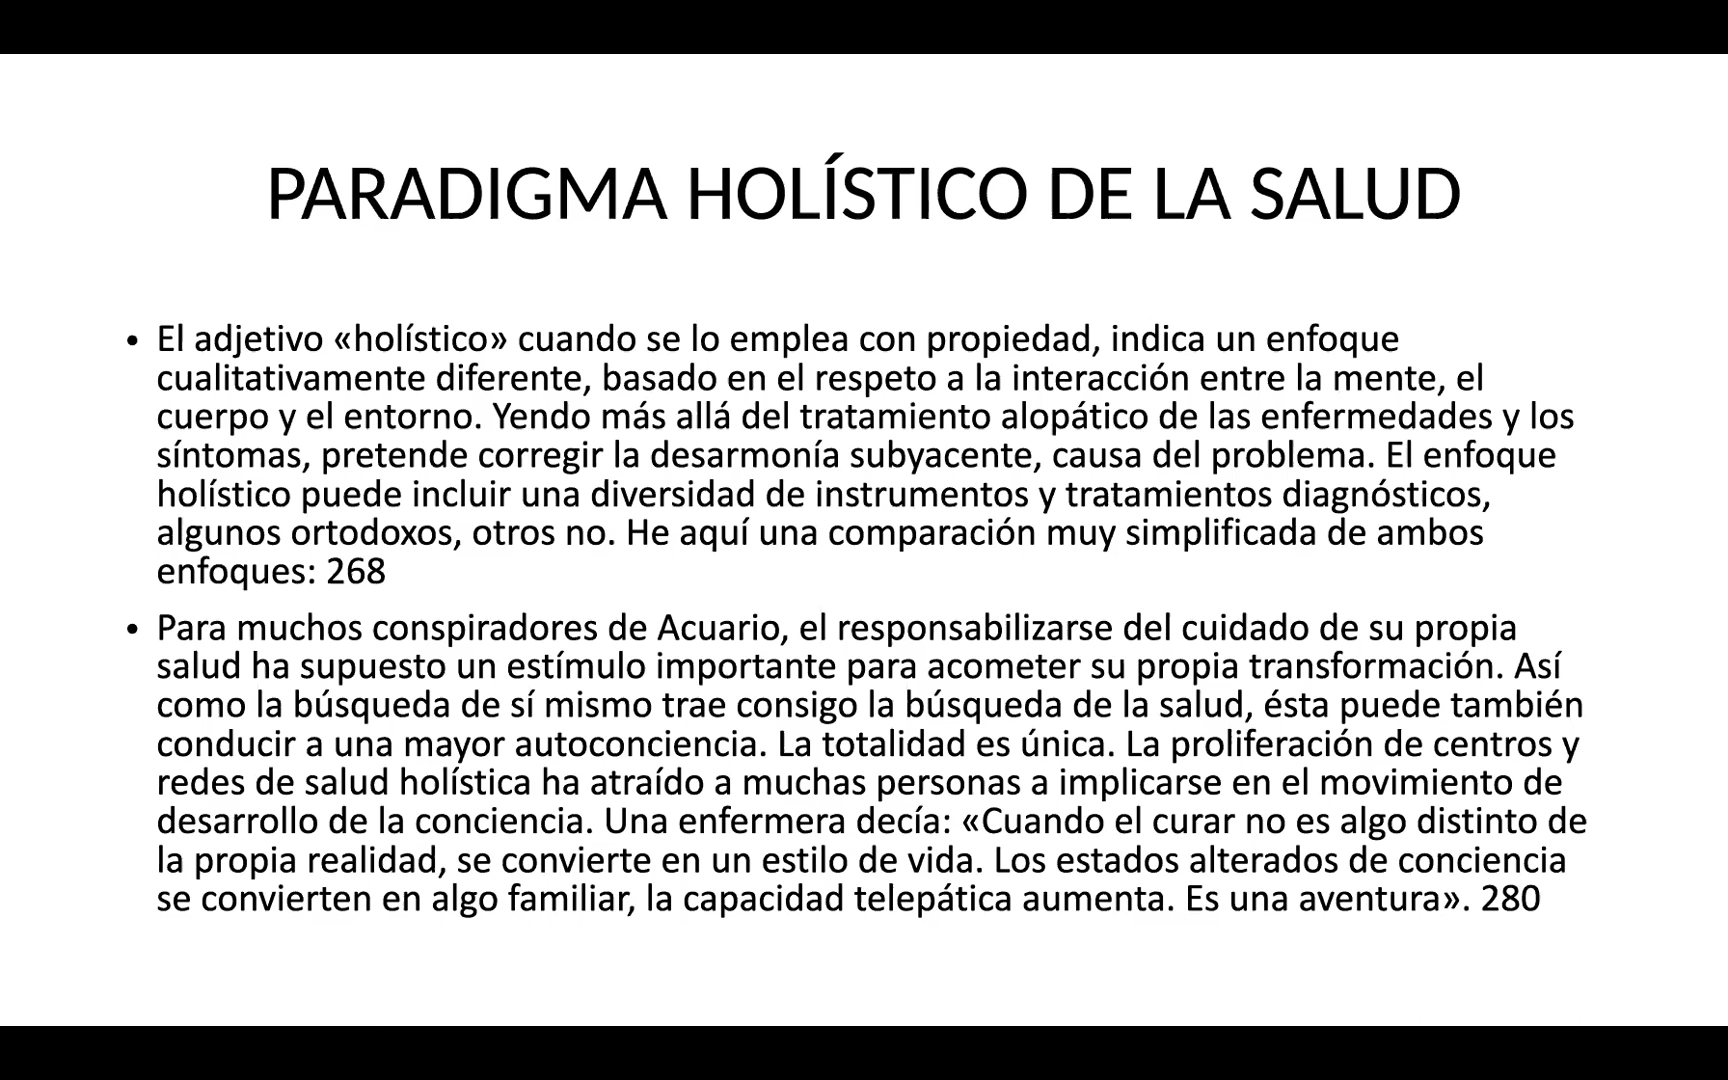 PARADIGMA HOLÍSTICO DE LA SALUD
• El adjetivo «holístico» cuando se lo emplea con propiedad, indica un enfoque
cualitativamente diferente, basado en el respeto a la interacción entre la mente, el
cuerpo y el entorno. Yendo más allá del tratamiento alopático de las enfermedades y los
síntomas, pretende corregir la desarmonía subyacente, causa del problema. El enfoque
holístico puede incluir una diversidad de instrumentos y tratamientos diagnósticos,
algunos ortodoxos, otros no. He aquí una comparación muy simplificada de ambos
enfoques: 268
• Para muchos conspiradores de Acuario, el responsabilizarse del cuidado de su propia
salud ha supuesto un estímulo importante para acometer su propia transformación. Así
como la búsqueda de sí mismo trae consigo la búsqueda de la salud, ésta puede también
conducir a una mayor autoconciencia. La totalidad es única. La proliferación de centros y
redes de salud holística ha atraído a muchas personas a implicarse en el movimiento de
desarrollo de la conciencia. Una enfermera decía: «Cuando el curar no es algo distinto de
la propia realidad, se convierte en un estilo de vida. Los estados alterados de conciencia
se convierten en algo familiar, la capacidad telepática aumenta. Es una aventura». 280